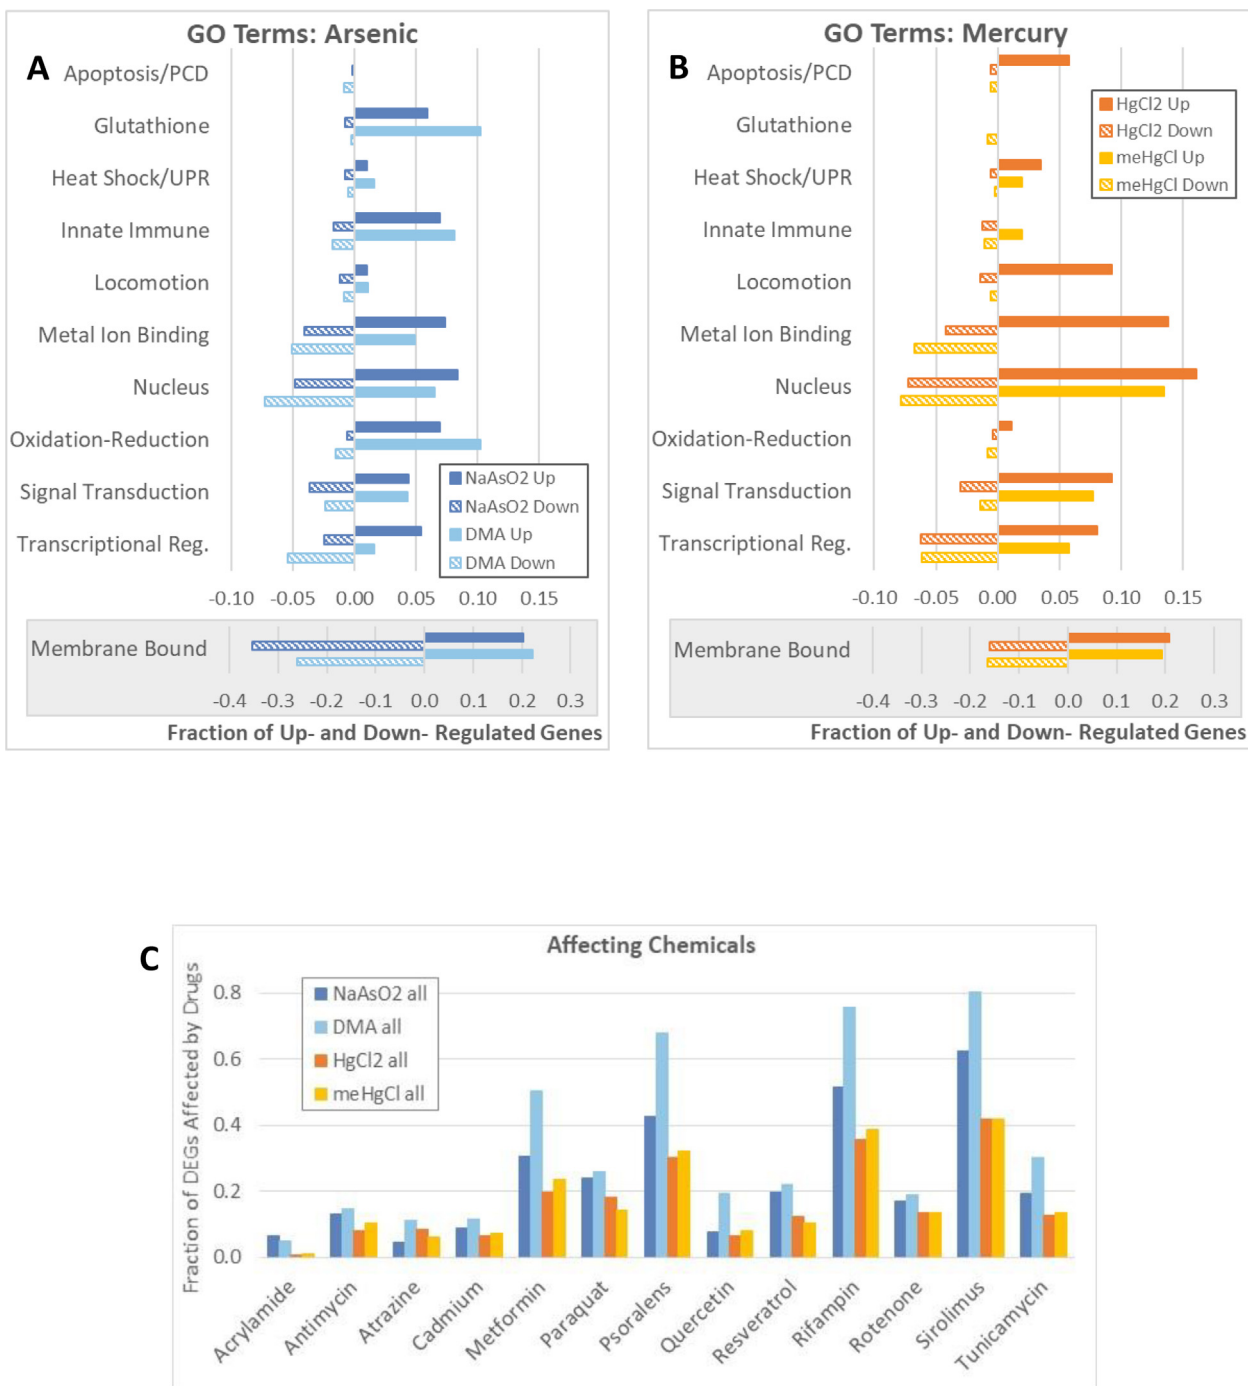 GO Terms: Arsenic
A
Apoptosis/PCD
Glutathione
Heat Shock/UPR
Innate Immune
Locomotion
Metal Ion Binding
Nucleus
Oxidation-Reduction
Signal Transduction
Transcriptional Reg.
NaAsO2 Up
NaAsO2 Down
DMA Up
DMA Down
-0.10 -0.05 0.00 0.05 0.10 0.15
Membrane Bound
-0.4 -0.3 -0.2 -0.1 0.0 0.1 0.2 0.3
Fraction of Up- and Down- Regulated Genes
GO Terms: Mercury
B
Apoptosis/PCD
Glutathione
Heat Shock/UPR
Innate Immune
Locomotion
Metal Ion Binding
Nucleus
Oxidation-Reduction
Signal Transduction
Transcriptional Reg.
HgCl2 Up
HgCl2 Down
meHgCl Up
meHgCl Down
-0.10 -0.05 0.00 0.05 0.10 0.15
Membrane Bound
-0.4 -0.3 -0.2 -0.1 0.0 0.1 0.2 0.3
Fraction of Up- and Down- Regulated Genes
C
Affecting Chemicals
Fraction of DEGs Affected by Drugs
0.8
0.6
0.4
0.2
0.0
NaAsO2 all
DMA all
HgCl2 all
meHgCl all
Acrylamide
Antimycin
Atrazine
Cadmium
Metformin
Paraquat
Psoralens
Quercetin
Resveratrol
Rifampin
Rotenone
Sirolimus
Tunicamycin